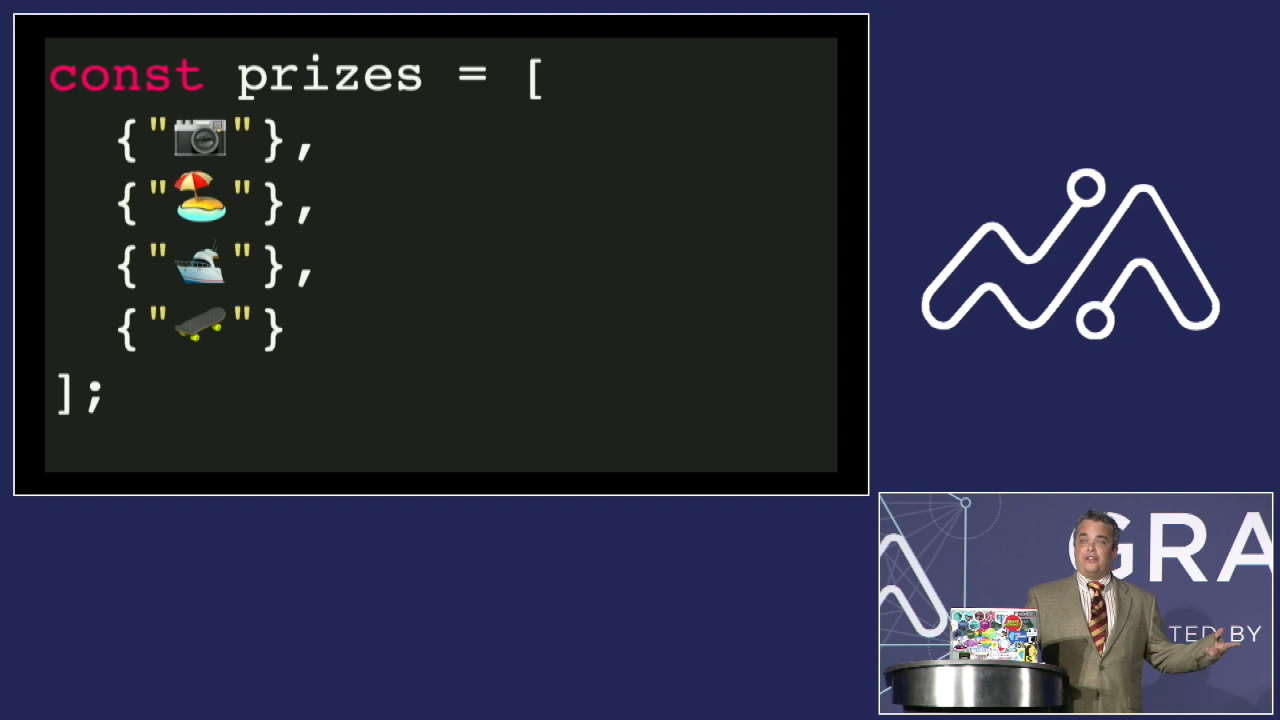 const prizes = [
{"📷"},
{"🏖"},
{"🛥"},
{"🛹"}
];
GRA
TED BY